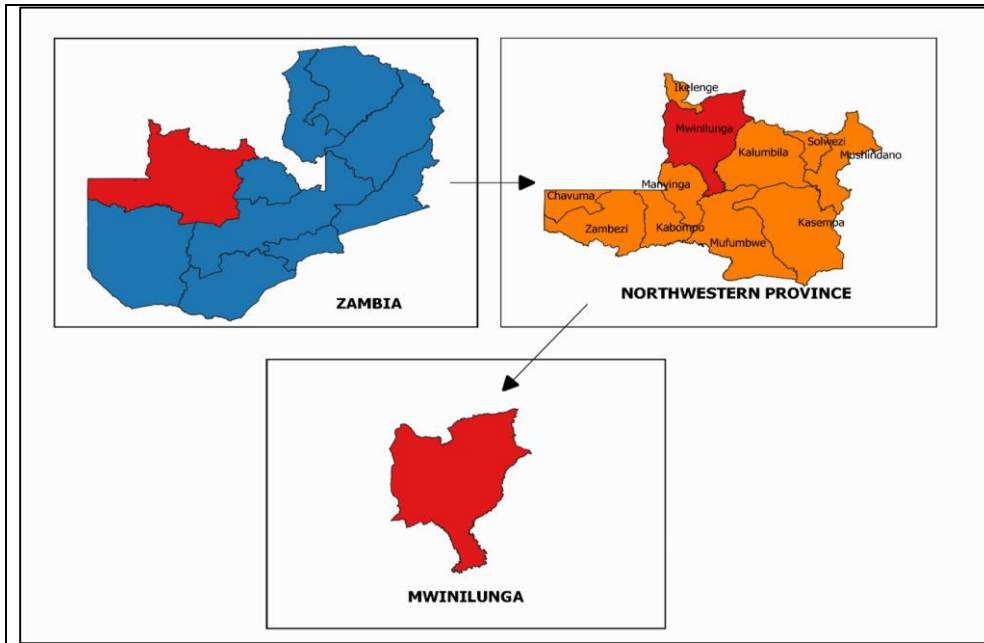 ZAMBIA
Ikelenge
Mwinilunga
Kalumbila
Solwezi
Mushindano
Manyinga
Chavuma
Zambezi
Kabompo
Mufumbwe
Kasempa
NORTHWESTERN PROVINCE
MWINILUNGA